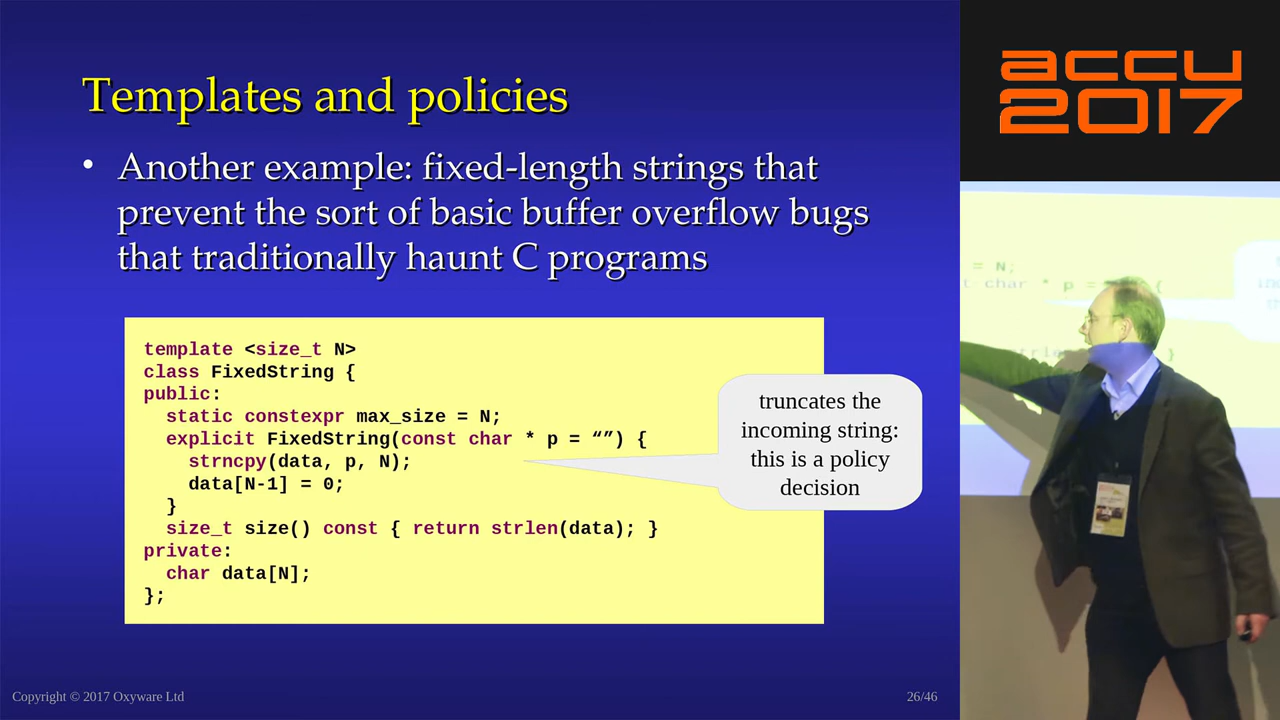 Templates and policies
• Another example: fixed-length strings that
prevent the sort of basic buffer overflow bugs
that traditionally haunt C programs
template <size_t N>
class FixedString {
public:
  static constexpr max_size = N;
  explicit FixedString(const char * p = “”) {
    strncpy(data, p, N);
    data[N-1] = 0;
  }
  size_t size() const { return strlen(data); }
private:
  char data[N];
};
truncates the
incoming string:
this is a policy
decision
Copyright © 2017 Oxyware Ltd
26/46
accu
2017
= N;
t char * p =
{
}